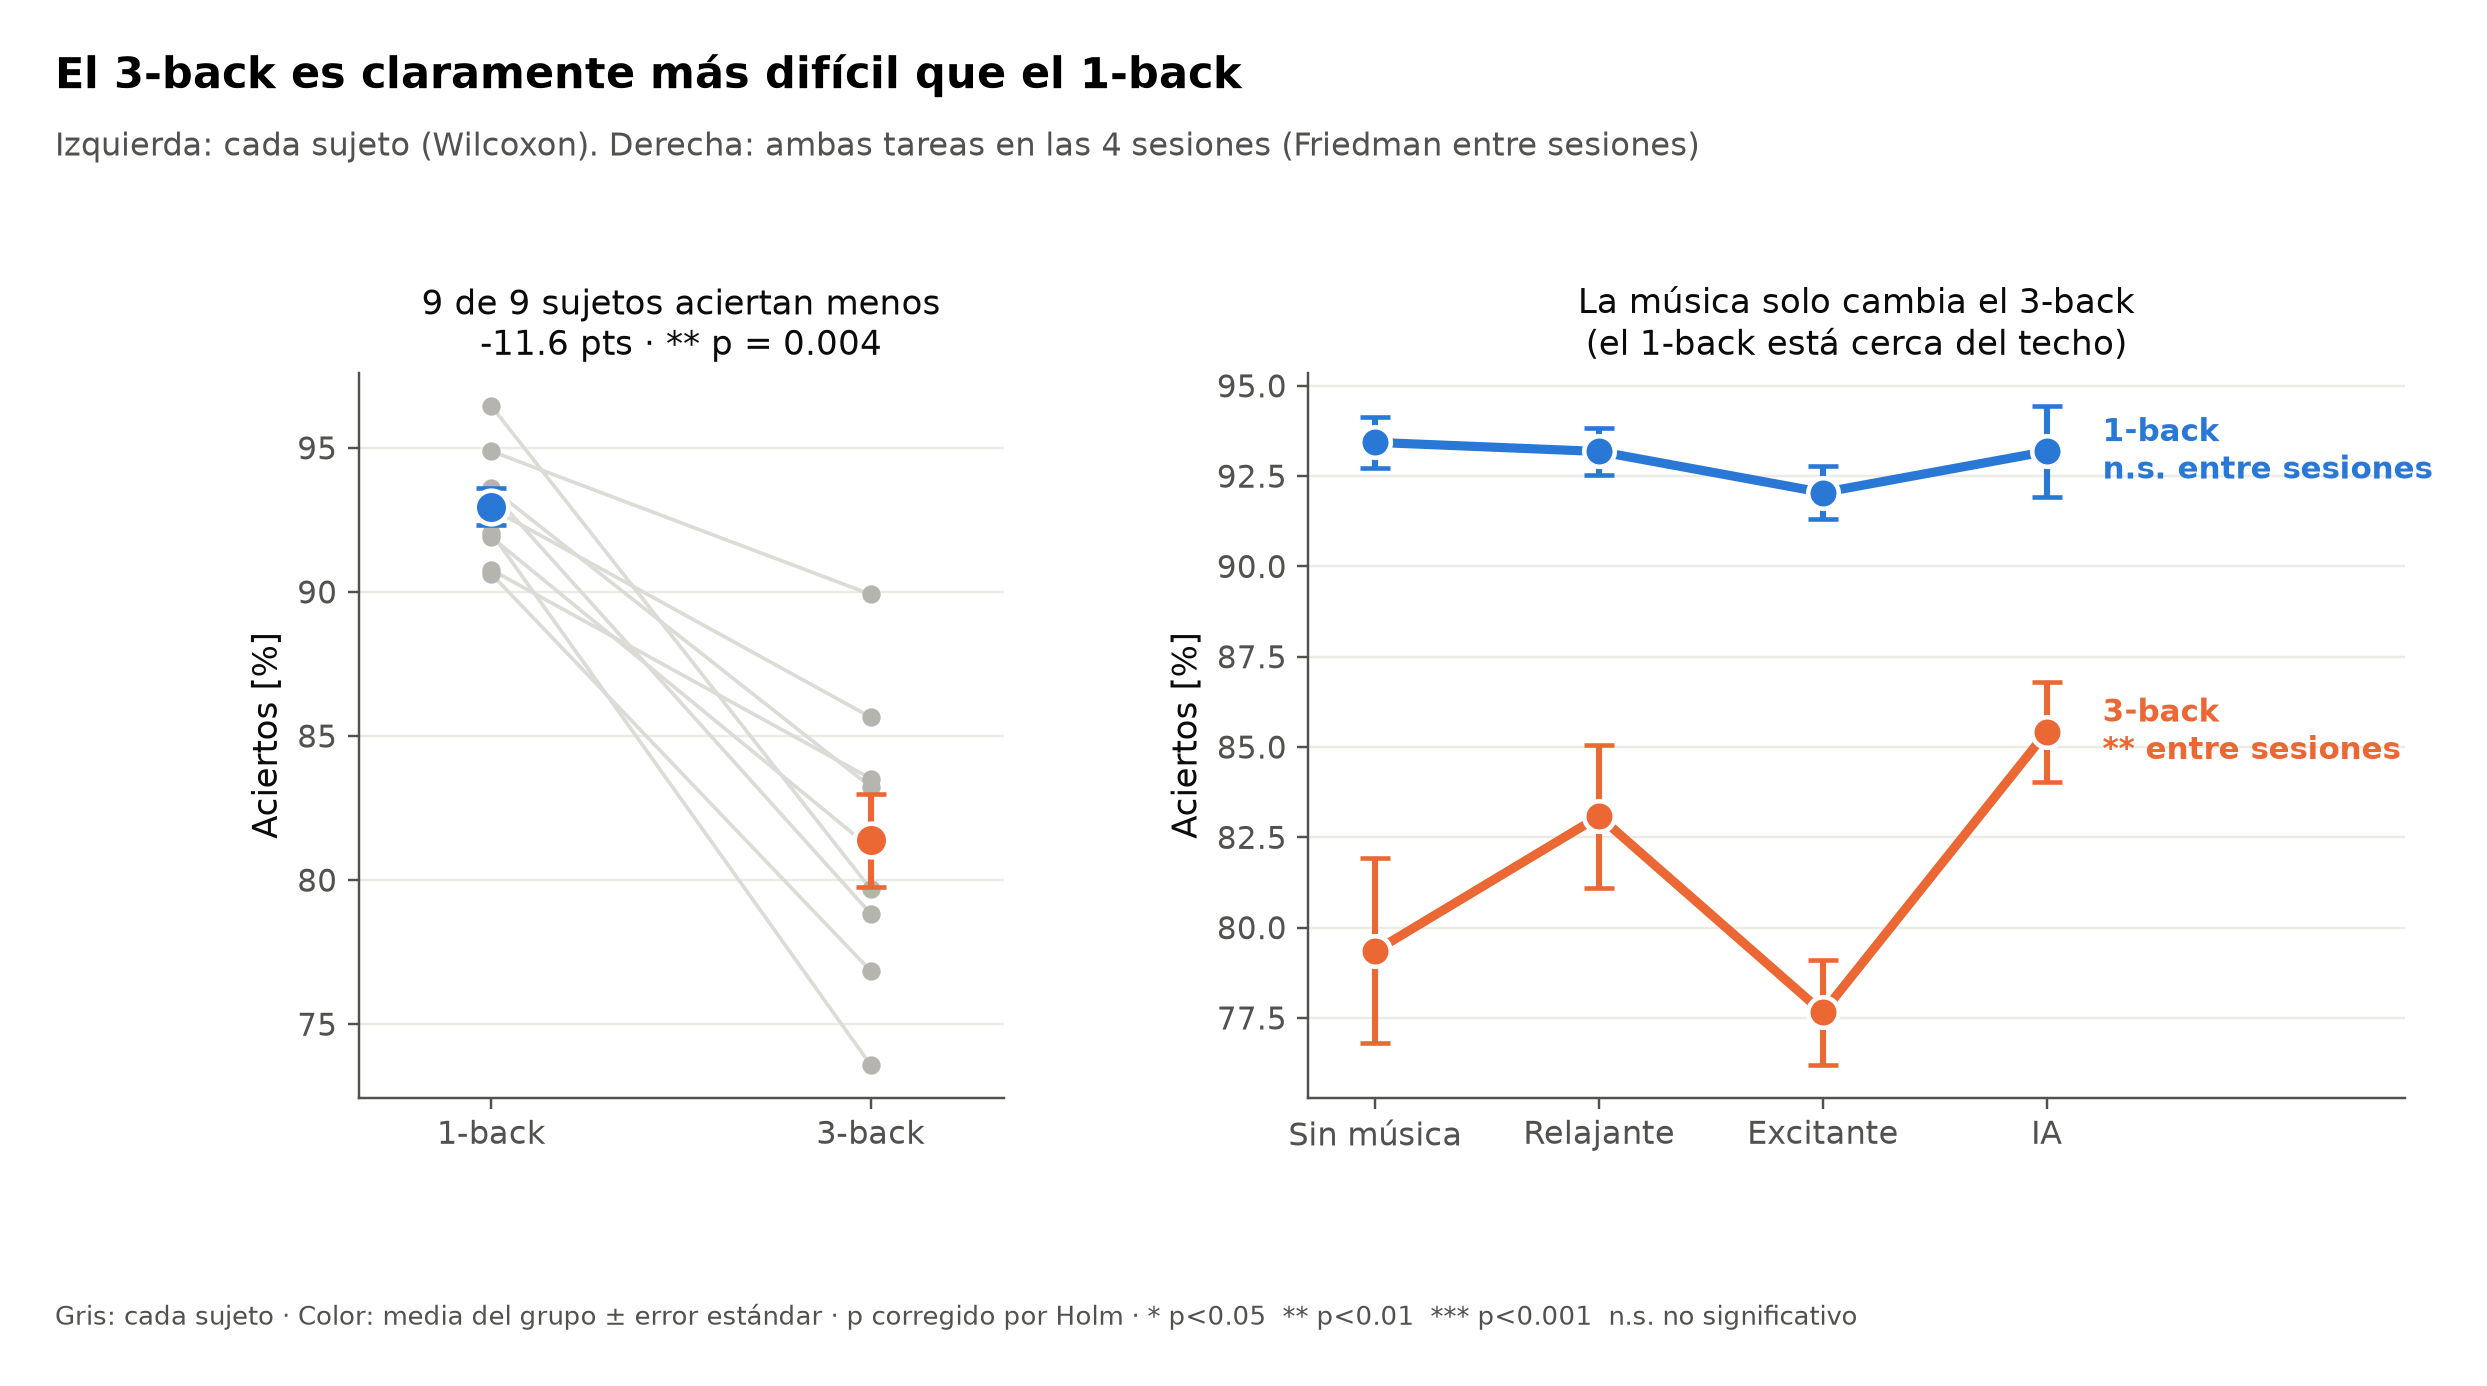 El 3-back es claramente más difícil que el 1-back
Izquierda: cada sujeto (Wilcoxon). Derecha: ambas tareas en las 4 sesiones (Friedman entre sesiones)
9 de 9 sujetos aciertan menos
-11.6 pts · ** p = 0.004
Aciertos [%]
95
90
85
80
75
1-back
3-back
La música solo cambia el 3-back
(el 1-back está cerca del techo)
Aciertos [%]
95.0
92.5
90.0
87.5
85.0
82.5
80.0
77.5
1-back
n.s. entre sesiones
3-back
** entre sesiones
Sin música
Relajante
Excitante
IA
Gris: cada sujeto · Color: media del grupo ± error estándar · p corregido por Holm · * p<0.05  ** p<0.01  *** p<0.001  n.s. no significativo